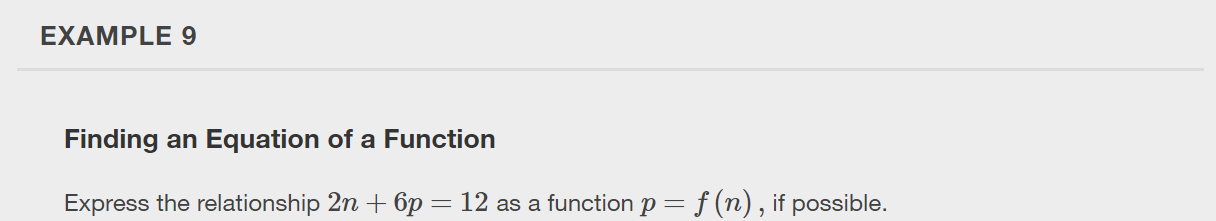 EXAMPLE 9
Finding an Equation of a Function
Express the relationship 2n + 6p = 12 as a function p = f (n) , if possible.